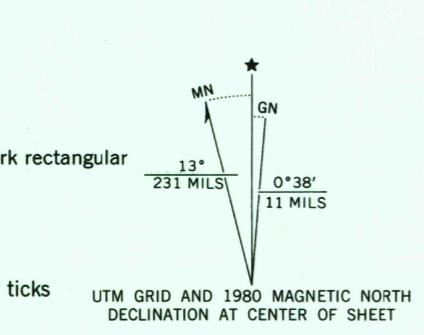 ★
MN
GN
rk rectangular
13°
231 MILS
0°38′
11 MILS
ticks
UTM GRID AND 1980 MAGNETIC NORTH
DECLINATION AT CENTER OF SHEET